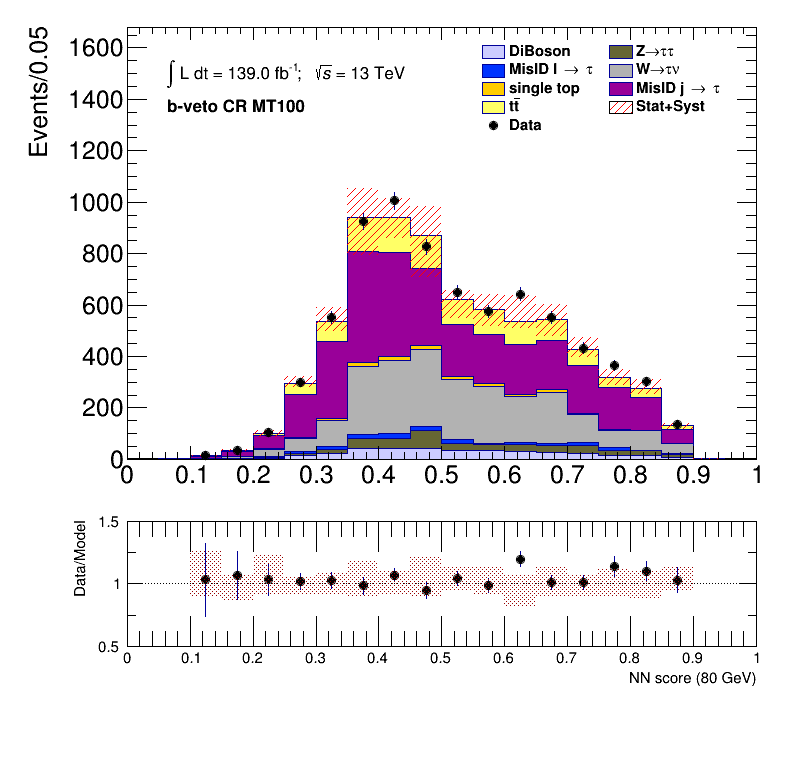 Events/0.05
1600
1400
1200
1000
800
600
400
200
0
∫ L dt = 139.0 fb⁻¹; √s = 13 TeV
b-veto CR MT100
DiBoson
MisID l → τ
single top
tt̄
Data
Z→ττ
W→τν
MisID j → τ
Stat+Syst
0 0.1 0.2 0.3 0.4 0.5 0.6 0.7 0.8 0.9 1
Data/Model
1.5
1
0.5
0 0.1 0.2 0.3 0.4 0.5 0.6 0.7 0.8 0.9 1
NN score (80 GeV)